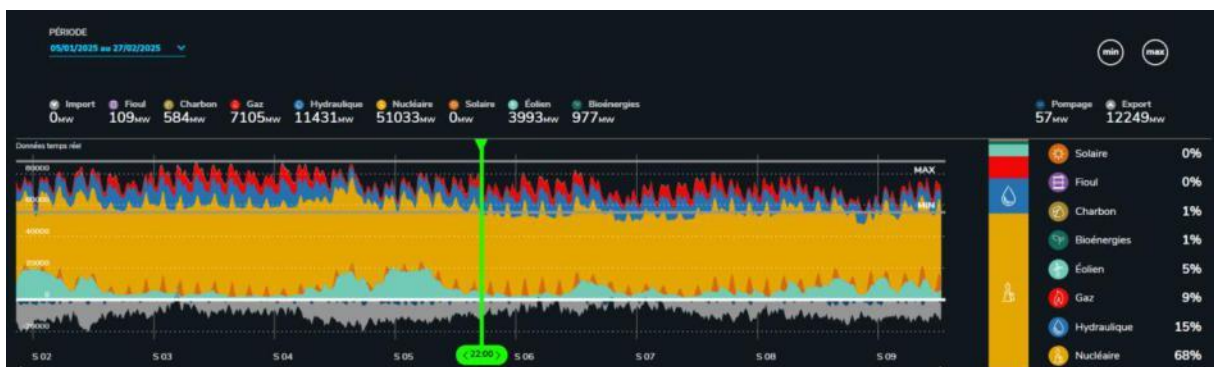 PÉRIODE
05/01/2025 au 27/02/2025
min max
Import Fioul Charbon Gaz Hydraulique Nucléaire Solaire Éolien Bioénergies Pompage Export
0MW 109MW 584MW 7105MW 11431MW 51033MW 0MW 3993MW 977MW 57MW 12249MW
Données temps réel
80000
MAX
60000
MIN
40000
20000
0
-20000
S 02 S 03 S 04 S 05 < 22:00 > S 06 S 07 S 08 S 09
Solaire 0%
Fioul 0%
Charbon 1%
Bioénergies 1%
Éolien 5%
Gaz 9%
Hydraulique 15%
Nucléaire 68%